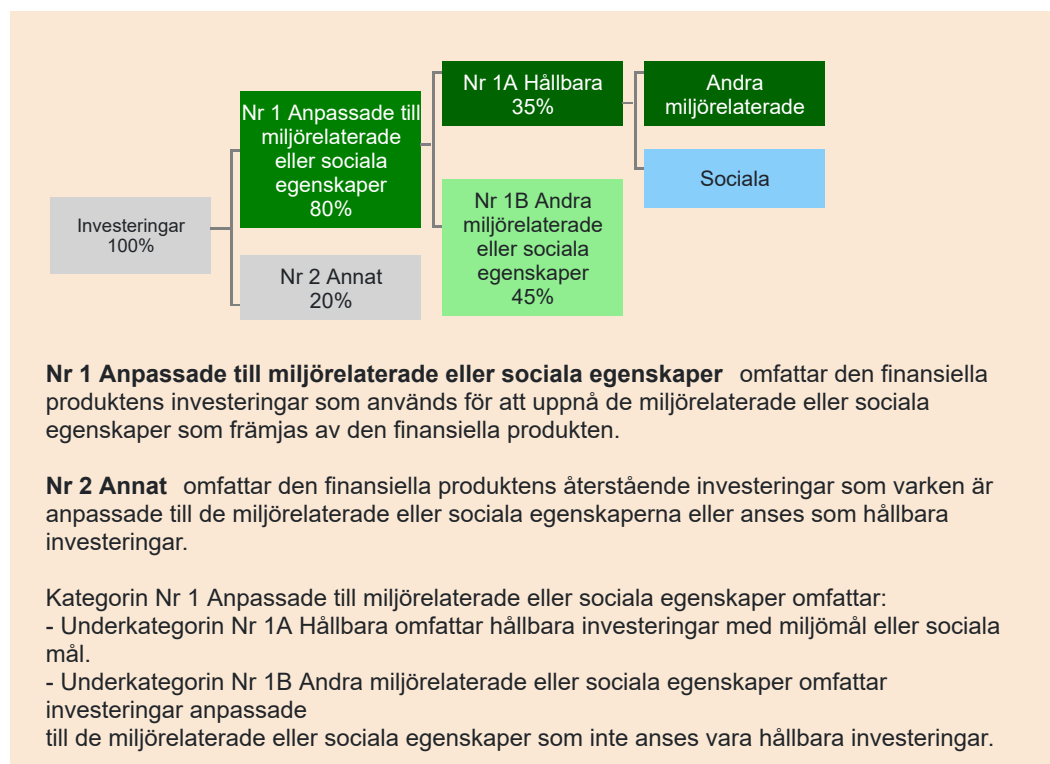 Investeringar
100%
Nr 1 Anpassade till
miljörelaterade
eller sociala
egenskaper
80%
Nr 2 Annat
20%
Nr 1A Hållbara
35%
Nr 1B Andra
miljörelaterade
eller sociala
egenskaper
45%
Andra
miljörelaterade
Sociala
Nr 1 Anpassade till miljörelaterade eller sociala egenskaper omfattar den finansiella
produktens investeringar som används för att uppnå de miljörelaterade eller sociala
egenskaper som främjas av den finansiella produkten.
Nr 2 Annat omfattar den finansiella produktens återstående investeringar som varken är
anpassade till de miljörelaterade eller sociala egenskaperna eller anses som hållbara
investeringar.
Kategorin Nr 1 Anpassade till miljörelaterade eller sociala egenskaper omfattar:
- Underkategorin Nr 1A Hållbara omfattar hållbara investeringar med miljömål eller sociala
mål.
- Underkategorin Nr 1B Andra miljörelaterade eller sociala egenskaper omfattar
investeringar anpassade
till de miljörelaterade eller sociala egenskaper som inte anses vara hållbara investeringar.